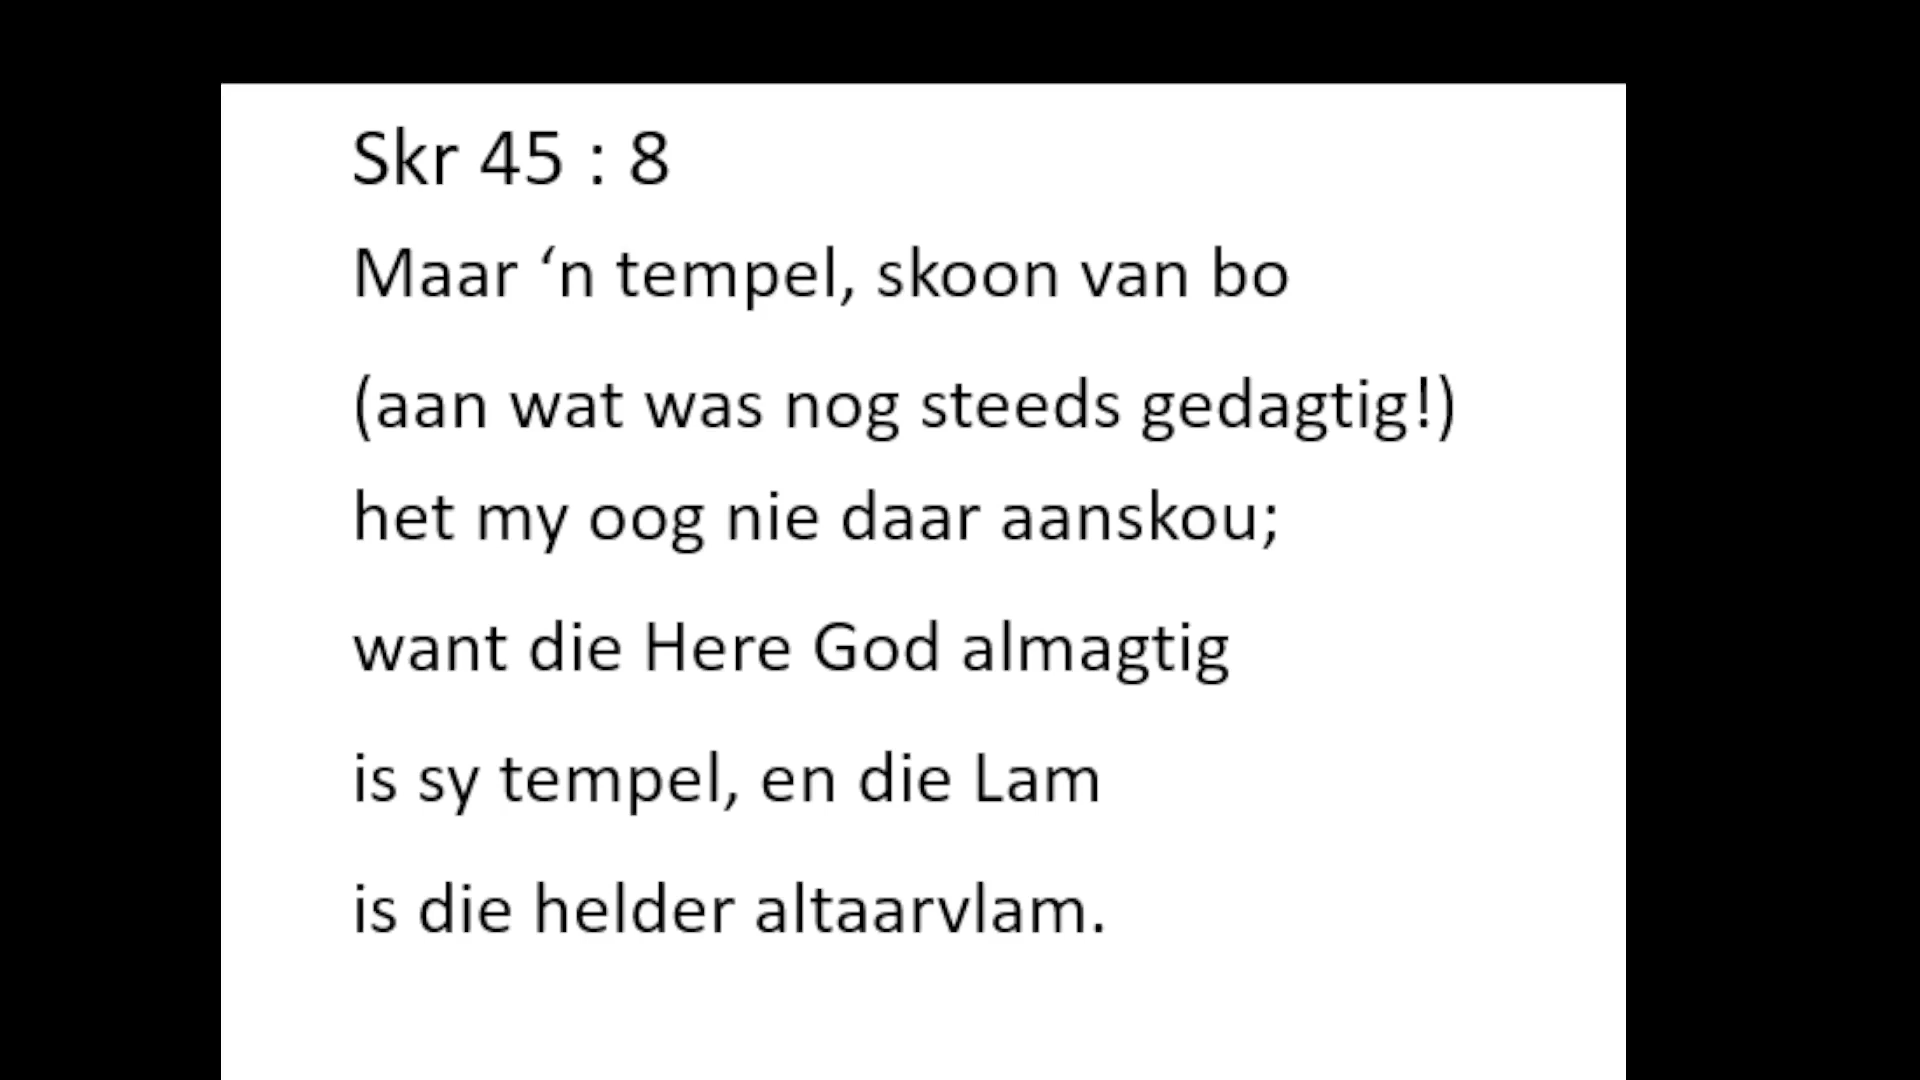 Skr 45 : 8
Maar ‘n tempel, skoon van bo
(aan wat was nog steeds gedagtig!)
het my oog nie daar aanskou;
want die Here God almagtig
is sy tempel, en die Lam
is die helder altaarvlam.